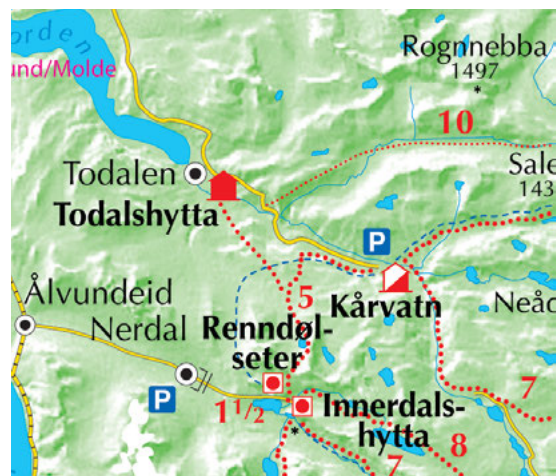 orden
und/Molde
Rognnebba
1497
10
Todalen
Todalshytta
Sale
143
P
Kårvatn
Neåd
Ålvundeid
Nerdal
5
Renndøl-
seter
P
1 1/2
Innerdals-
hytta
7
8
7